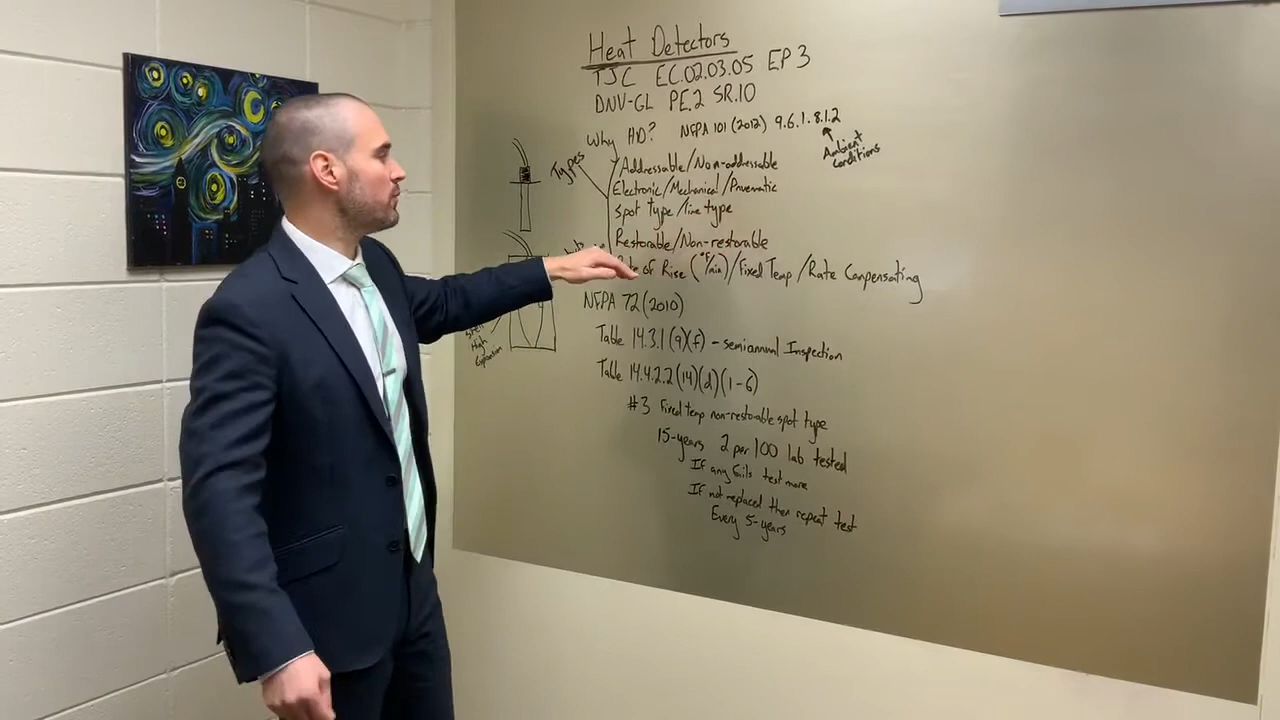 Heat Detectors
TJC EC.02.03.05 EP 3
DNV-GL PE.2 SR.10
Why HD? NFPA 101 (2012) 9.6.1.8.1.2
Ambient
Conditions
Types
Addressable/Non-addressable
Electronic/Mechanical/Pnuematic
Spot type/line type
Restorable/Non-restorable
of Rise (°F/min)/Fixed Temp/Rate Compensating
NFPA 72 (2010)
Table 14.3.1(9)(f) - semiannual Inspection
Table 14.4.2.2(14)(d)(1-6)
#3 Fixed temp non-restorable spot type
15-years 2 per 100 lab tested
If any fails test more
If not replaced then repeat test
Every 5-years
Shell
High
Expansion